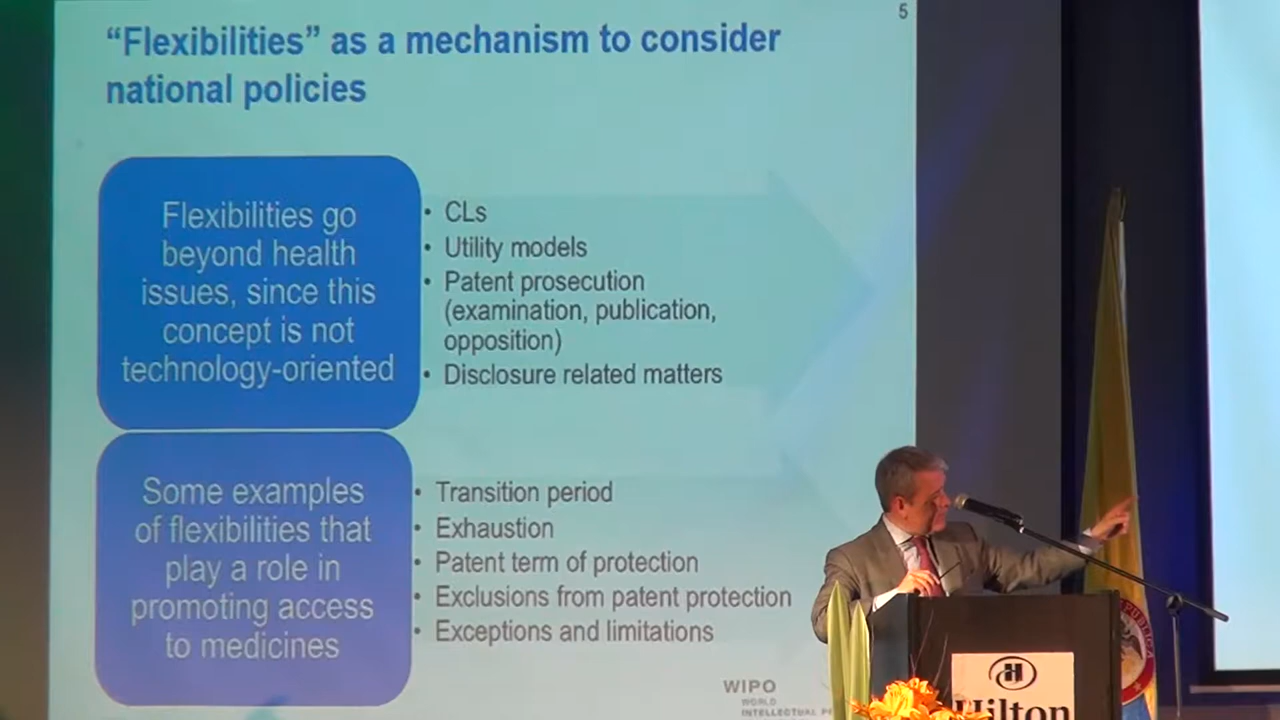 5
“Flexibilities” as a mechanism to consider
national policies
Flexibilities go
beyond health
issues, since this
concept is not
technology-oriented
• CLs
• Utility models
• Patent prosecution
(examination, publication,
opposition)
• Disclosure related matters
Some examples
of flexibilities that
play a role in
promoting access
to medicines
• Transition period
• Exhaustion
• Patent term of protection
• Exclusions from patent protection
• Exceptions and limitations
WIPO
WORLD
INTELLECTUAL
H
Hilton